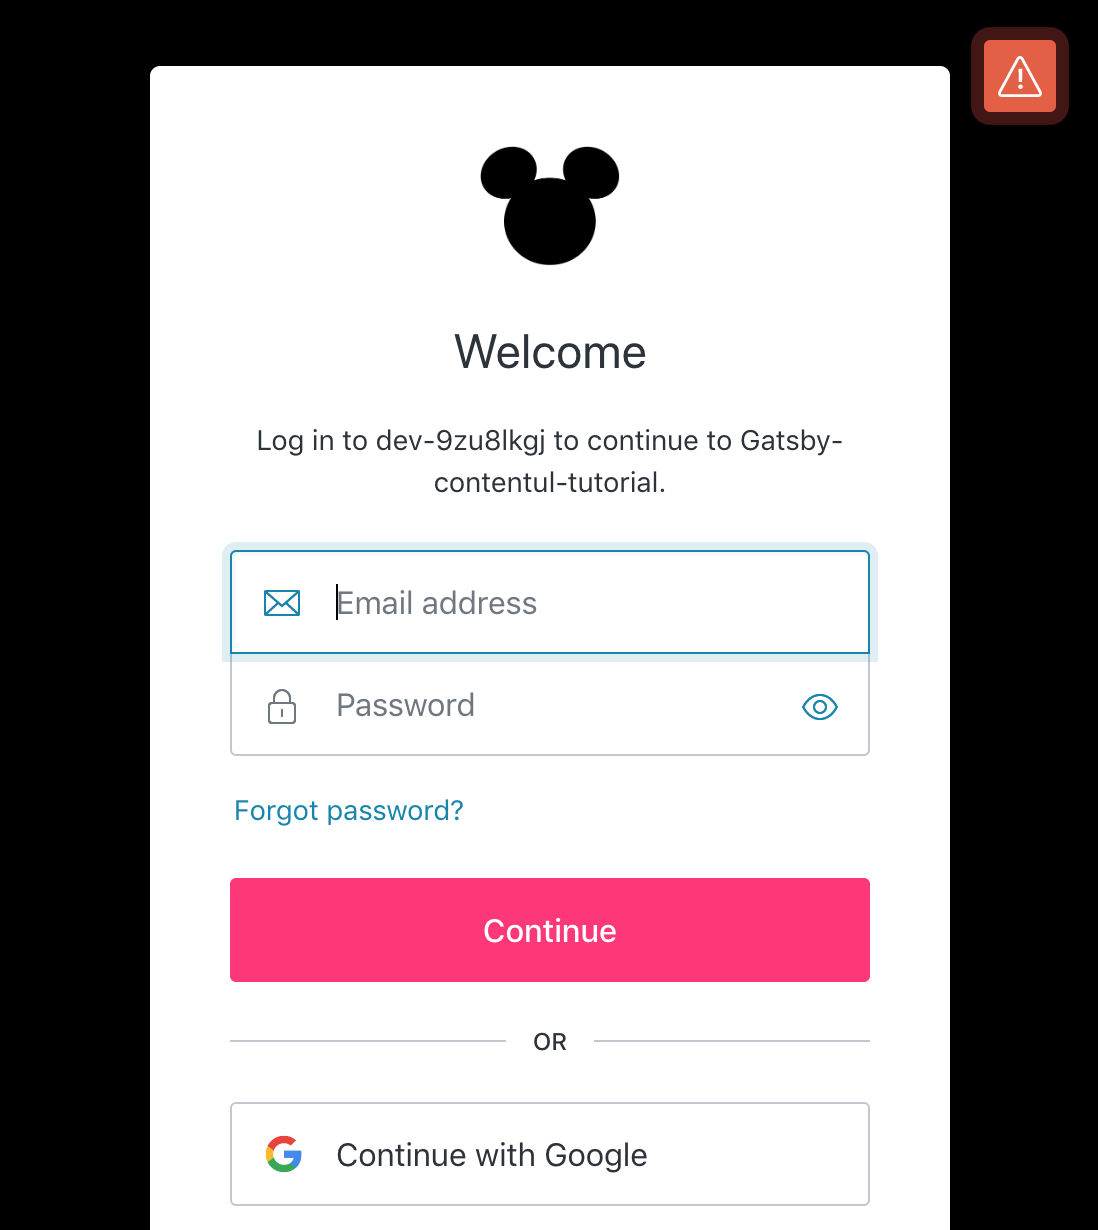 Welcome
Log in to dev-9zu8lkgj to continue to Gatsby-
contentul-tutorial.
Email address
Password
Forgot password?
Continue
OR
Continue with Google